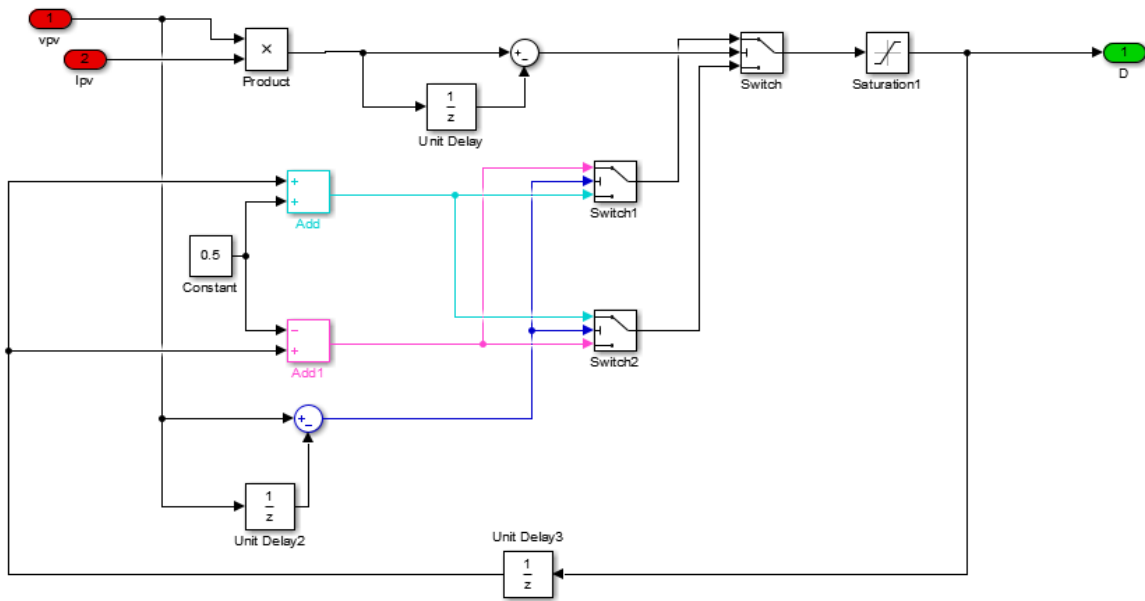 1
vpv
2
Ipv
×
Product
+
−
Switch
Saturation1
1
D
1
z
Unit Delay
+
+
Add
Switch1
0.5
Constant
−
+
Add1
Switch2
+
−
1
z
Unit Delay2
Unit Delay3
1
z